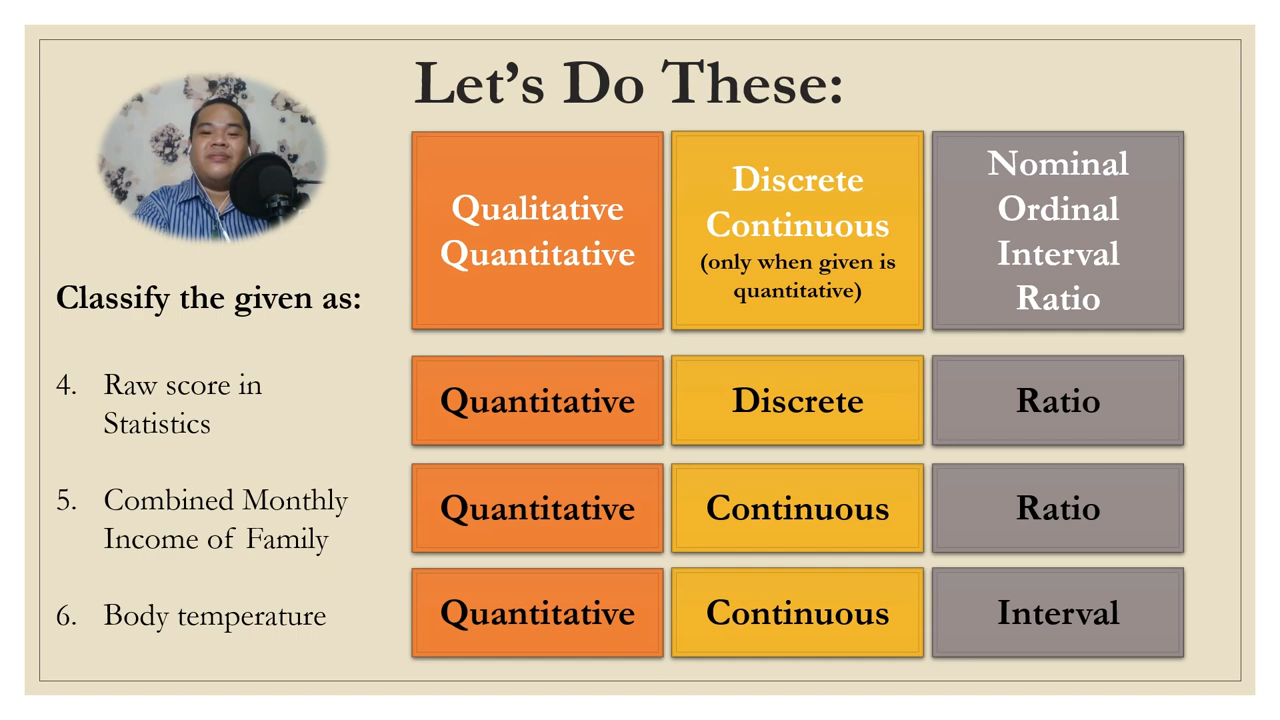 Let's Do These:
Qualitative
Quantitative
Discrete
Continuous
(only when given is
quantitative)
Nominal
Ordinal
Interval
Ratio
Classify the given as:
4. Raw score in
Statistics
Quantitative
Discrete
Ratio
5. Combined Monthly
Income of Family
Quantitative
Continuous
Ratio
6. Body temperature
Quantitative
Continuous
Interval